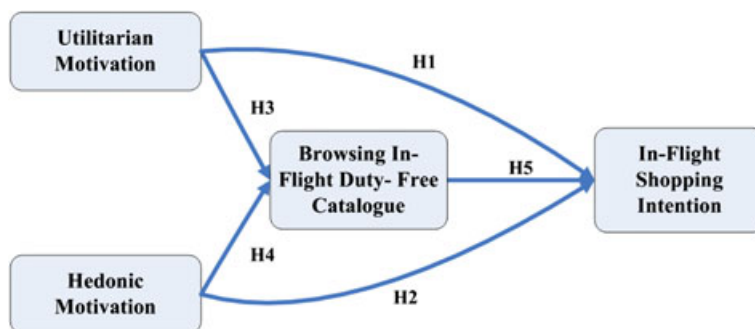 Utilitarian
Motivation
H1
H3
Browsing In-
Flight Duty- Free
Catalogue
H5
In-Flight
Shopping
Intention
H4
Hedonic
Motivation
H2